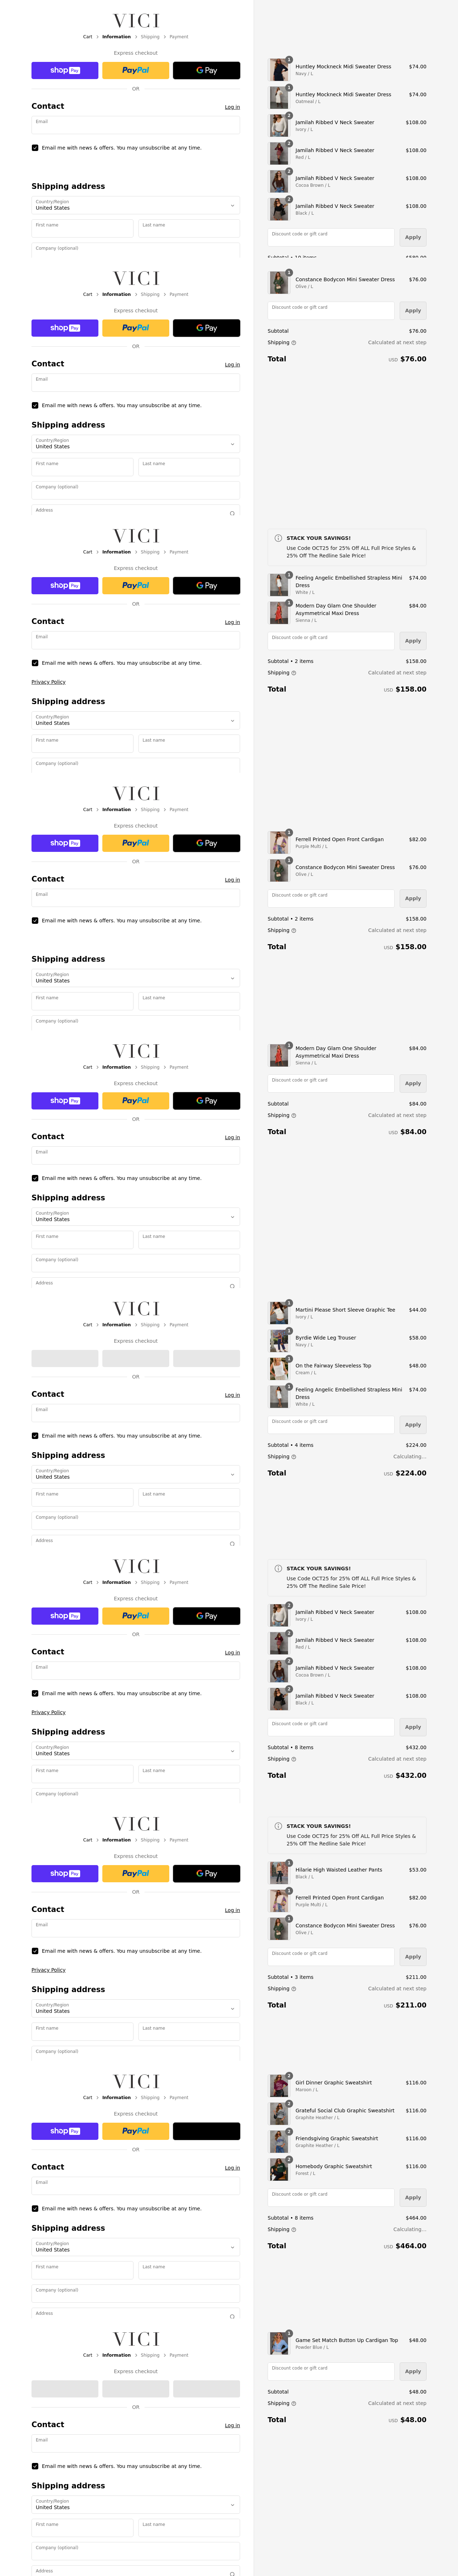 VICI
Cart > Information > Shipping > Payment
Express checkout
shop Pay
PayPal
G Pay
OR
Contact
Log in
Email
Email me with news & offers. You may unsubscribe at any time.
Shipping address
Country/Region
United States
First name
Last name
Company (optional)
1
Huntley Mockneck Midi Sweater Dress
$74.00
Navy / L
1
Huntley Mockneck Midi Sweater Dress
$74.00
Oatmeal / L
2
Jamilah Ribbed V Neck Sweater
$108.00
Ivory / L
2
Jamilah Ribbed V Neck Sweater
$108.00
Red / L
2
Jamilah Ribbed V Neck Sweater
$108.00
Cocoa Brown / L
2
Jamilah Ribbed V Neck Sweater
$108.00
Black / L
Discount code or gift card
Apply
Subtotal • 10 items
$580.00
VICI
Cart > Information > Shipping > Payment
Express checkout
shop Pay
PayPal
G Pay
OR
Contact
Log in
Email
Email me with news & offers. You may unsubscribe at any time.
Shipping address
Country/Region
United States
First name
Last name
Company (optional)
Address
1
Constance Bodycon Mini Sweater Dress
$76.00
Olive / L
Discount code or gift card
Apply
Subtotal
$76.00
Shipping
Calculated at next step
Total
USD $76.00
VICI
Cart > Information > Shipping > Payment
Express checkout
shop Pay
PayPal
G Pay
OR
Contact
Log in
Email
Email me with news & offers. You may unsubscribe at any time.
Privacy Policy
Shipping address
Country/Region
United States
First name
Last name
Company (optional)
STACK YOUR SAVINGS!
Use Code OCT25 for 25% Off ALL Full Price Styles &
25% Off The Redline Sale Price!
1
Feeling Angelic Embellished Strapless Mini
Dress
$74.00
White / L
1
Modern Day Glam One Shoulder
Asymmetrical Maxi Dress
$84.00
Sienna / L
Discount code or gift card
Apply
Subtotal • 2 items
$158.00
Shipping
Calculated at next step
Total
USD $158.00
VICI
Cart > Information > Shipping > Payment
Express checkout
shop Pay
PayPal
G Pay
OR
Contact
Log in
Email
Email me with news & offers. You may unsubscribe at any time.
Shipping address
Country/Region
United States
First name
Last name
Company (optional)
1
Ferrell Printed Open Front Cardigan
$82.00
Purple Multi / L
1
Constance Bodycon Mini Sweater Dress
$76.00
Olive / L
Discount code or gift card
Apply
Subtotal • 2 items
$158.00
Shipping
Calculated at next step
Total
USD $158.00
VICI
Cart > Information > Shipping > Payment
Express checkout
shop Pay
PayPal
G Pay
OR
Contact
Log in
Email
Email me with news & offers. You may unsubscribe at any time.
Shipping address
Country/Region
United States
First name
Last name
Company (optional)
Address
1
Modern Day Glam One Shoulder
Asymmetrical Maxi Dress
$84.00
Sienna / L
Discount code or gift card
Apply
Subtotal
$84.00
Shipping
Calculated at next step
Total
USD $84.00
VICI
Cart > Information > Shipping > Payment
Express checkout
OR
Contact
Log in
Email
Email me with news & offers. You may unsubscribe at any time.
Shipping address
Country/Region
United States
First name
Last name
Company (optional)
Address
1
Martini Please Short Sleeve Graphic Tee
$44.00
Ivory / L
1
Byrdie Wide Leg Trouser
$58.00
Navy / L
1
On the Fairway Sleeveless Top
$48.00
Cream / L
1
Feeling Angelic Embellished Strapless Mini
Dress
$74.00
White / L
Discount code or gift card
Apply
Subtotal • 4 items
$224.00
Shipping
Calculating...
Total
USD $224.00
VICI
Cart > Information > Shipping > Payment
Express checkout
shop Pay
PayPal
G Pay
OR
Contact
Log in
Email
Email me with news & offers. You may unsubscribe at any time.
Privacy Policy
Shipping address
Country/Region
United States
First name
Last name
Company (optional)
STACK YOUR SAVINGS!
Use Code OCT25 for 25% Off ALL Full Price Styles &
25% Off The Redline Sale Price!
2
Jamilah Ribbed V Neck Sweater
$108.00
Ivory / L
2
Jamilah Ribbed V Neck Sweater
$108.00
Red / L
2
Jamilah Ribbed V Neck Sweater
$108.00
Cocoa Brown / L
2
Jamilah Ribbed V Neck Sweater
$108.00
Black / L
Discount code or gift card
Apply
Subtotal • 8 items
$432.00
Shipping
Calculated at next step
Total
USD $432.00
VICI
Cart > Information > Shipping > Payment
Express checkout
shop Pay
PayPal
G Pay
OR
Contact
Log in
Email
Email me with news & offers. You may unsubscribe at any time.
Privacy Policy
Shipping address
Country/Region
United States
First name
Last name
Company (optional)
STACK YOUR SAVINGS!
Use Code OCT25 for 25% Off ALL Full Price Styles &
25% Off The Redline Sale Price!
1
Hilarie High Waisted Leather Pants
$53.00
Black / L
1
Ferrell Printed Open Front Cardigan
$82.00
Purple Multi / L
1
Constance Bodycon Mini Sweater Dress
$76.00
Olive / L
Discount code or gift card
Apply
Subtotal • 3 items
$211.00
Shipping
Calculated at next step
Total
USD $211.00
VICI
Cart > Information > Shipping > Payment
Express checkout
shop Pay
PayPal
OR
Contact
Log in
Email
Email me with news & offers. You may unsubscribe at any time.
Shipping address
Country/Region
United States
First name
Last name
Company (optional)
Address
2
Girl Dinner Graphic Sweatshirt
$116.00
Maroon / L
2
Grateful Social Club Graphic Sweatshirt
$116.00
Graphite Heather / L
2
Friendsgiving Graphic Sweatshirt
$116.00
Graphite Heather / L
2
Homebody Graphic Sweatshirt
$116.00
Forest / L
Discount code or gift card
Apply
Subtotal • 8 items
$464.00
Shipping
Calculating...
Total
USD $464.00
VICI
Cart > Information > Shipping > Payment
Express checkout
OR
Contact
Log in
Email
Email me with news & offers. You may unsubscribe at any time.
Shipping address
Country/Region
United States
First name
Last name
Company (optional)
Address
1
Game Set Match Button Up Cardigan Top
$48.00
Powder Blue / L
Discount code or gift card
Apply
Subtotal
$48.00
Shipping
Calculated at next step
Total
USD $48.00